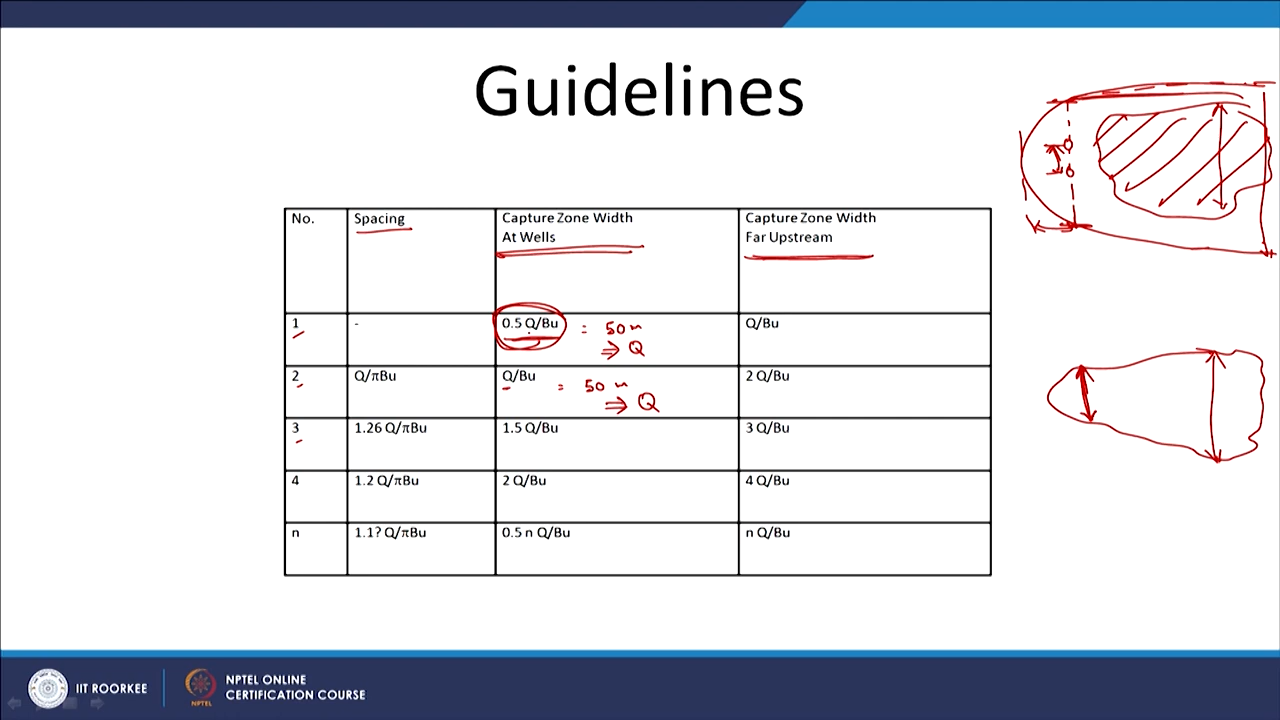 Guidelines
No.
Spacing
Capture Zone Width
At Wells
Capture Zone Width
Far Upstream
1
-
0.5 Q/Bu
= 50 m
⇒ Q
Q/Bu
2
Q/πBu
Q/Bu
= 50 m
⇒ Q
2 Q/Bu
3
1.26 Q/πBu
1.5 Q/Bu
3 Q/Bu
4
1.2 Q/πBu
2 Q/Bu
4 Q/Bu
n
1.1? Q/πBu
0.5 n Q/Bu
n Q/Bu
IIT ROORKEE
NPTEL ONLINE
CERTIFICATION COURSE
NPTEL